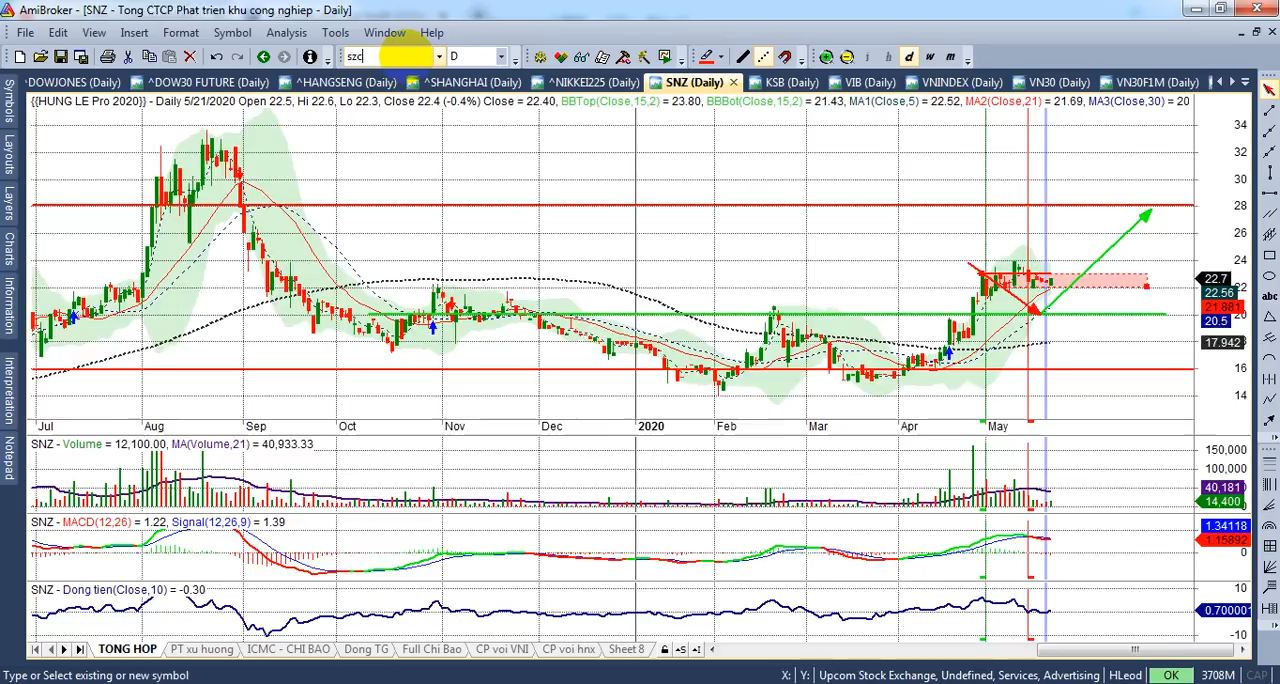 AmiBroker - [SNZ - Tong CTCP Phat trien khu cong nghiep - Daily]
File Edit View Insert Format Symbol Analysis Tools Window Help
szc D d w m
DOWJONES (Daily) ^DOW30 FUTURE (Daily) ^HANGSENG (Daily) ^SHANGHAI (Daily) ^NIKKEI225 (Daily) SNZ (Daily) KSB (Daily) VIB (Daily) VNINDEX (Daily) VN30 (Daily) VN30F1M (Daily)
{{HUNG LE Pro 2020}} - Daily 5/21/2020 Open 22.5, Hi 22.6, Lo 22.3, Close 22.4 (-0.4%) Close = 22.40, BBTop(Close,15,2) = 23.80, BBBot(Close,15,2) = 21.43, MA1(Close,5) = 22.52, MA2(Close,21) = 21.69, MA3(Close,30) = 20
Symbols
Layouts
Layers
Charts
Information
Interpretation
Notepad
abc
34
32
30
28
26
24
22.7
22
22.56
21.881
20
20.5
17.942
16
14
Jul Aug Sep Oct Nov Dec 2020 Feb Mar Apr May
SNZ - Volume = 12,100.00, MA(Volume,21) = 40,933.33
150,000
100,000
40,181
14,400
SNZ - MACD(12,26) = 1.22, Signal(12,26,9) = 1.39
1.34118
1.15892
0
SNZ - Dong tien(Close,10) = -0.30
10
0.700001
-10
TONG HOP PT xu huong ICMC - CHI BAO Dong TG Full Chi Bao CP voi VNI CP voi hnx Sheet 8
Type or Select existing or new symbol X: Y: Upcom Stock Exchange, Undefined, Services, Advertising HLeod OK 3708M CAP